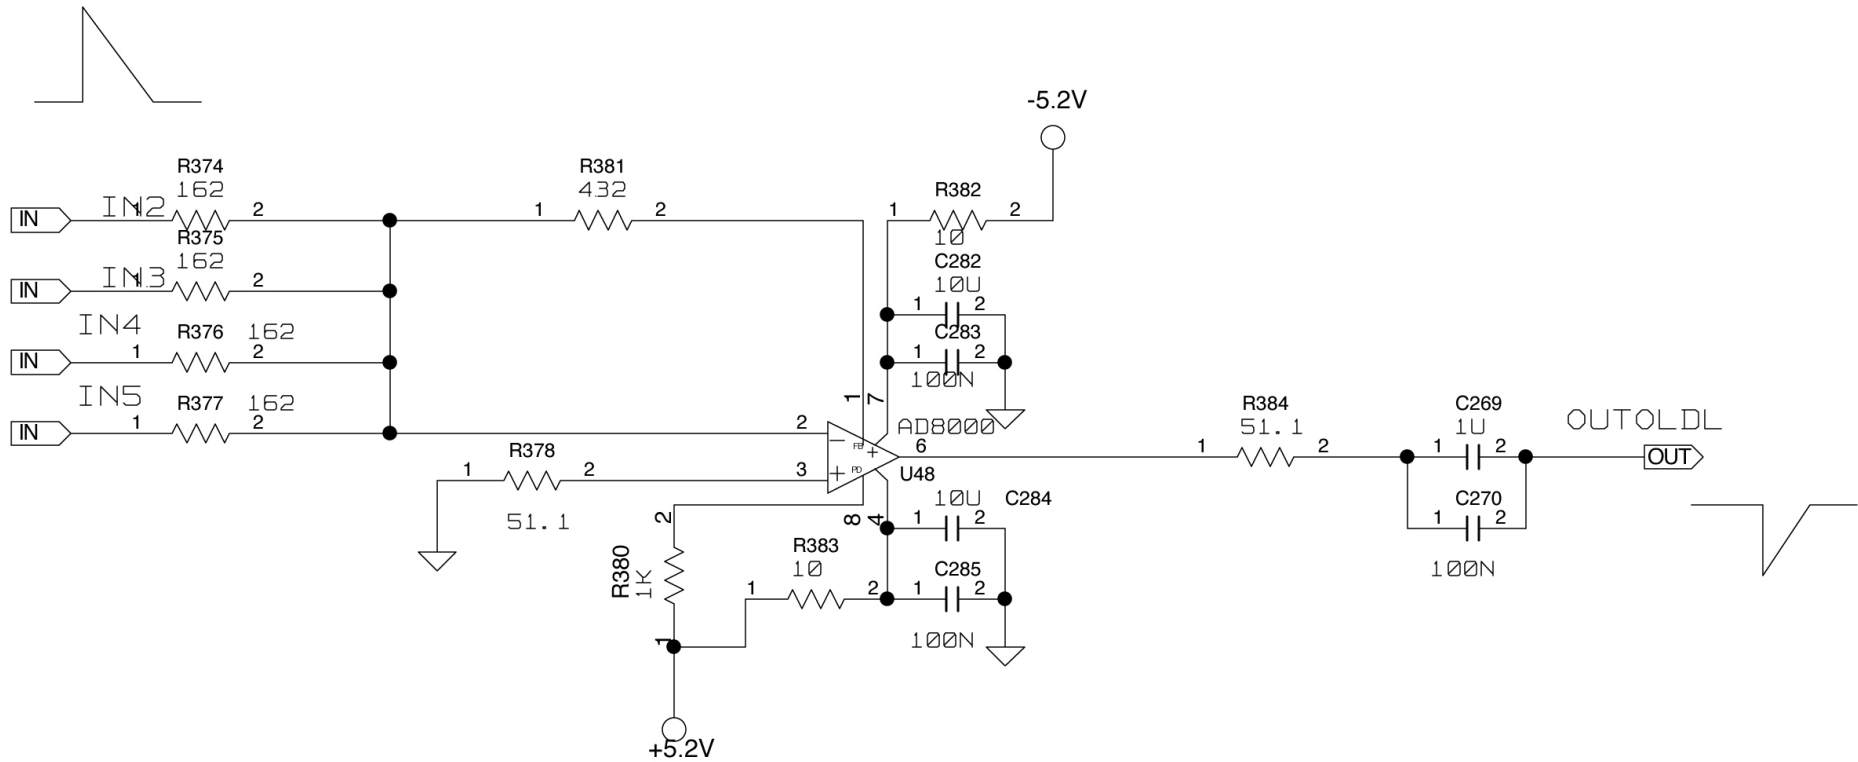 -5.2V
R374
162
R381
432
R382
IN
IN2
1
2
1
2
1
2
10
R375
162
C282
10U
IN
IN3
1
2
1
2
C283
IN4
R376
162
IN
1
2
1
2
100N
IN5
R377
162
1
7
R384
51.1
C269
1U
OUTOLDL
IN
1
2
2
AD8000
6
1
2
1
2
OUT
FB
+
-
R378
1
2
3
+
PD
U48
51.1
10U
C284
C270
1
2
2
8
4
1
2
100N
R380
1K
R383
10
C285
1
2
1
2
100N
1
+5.2V